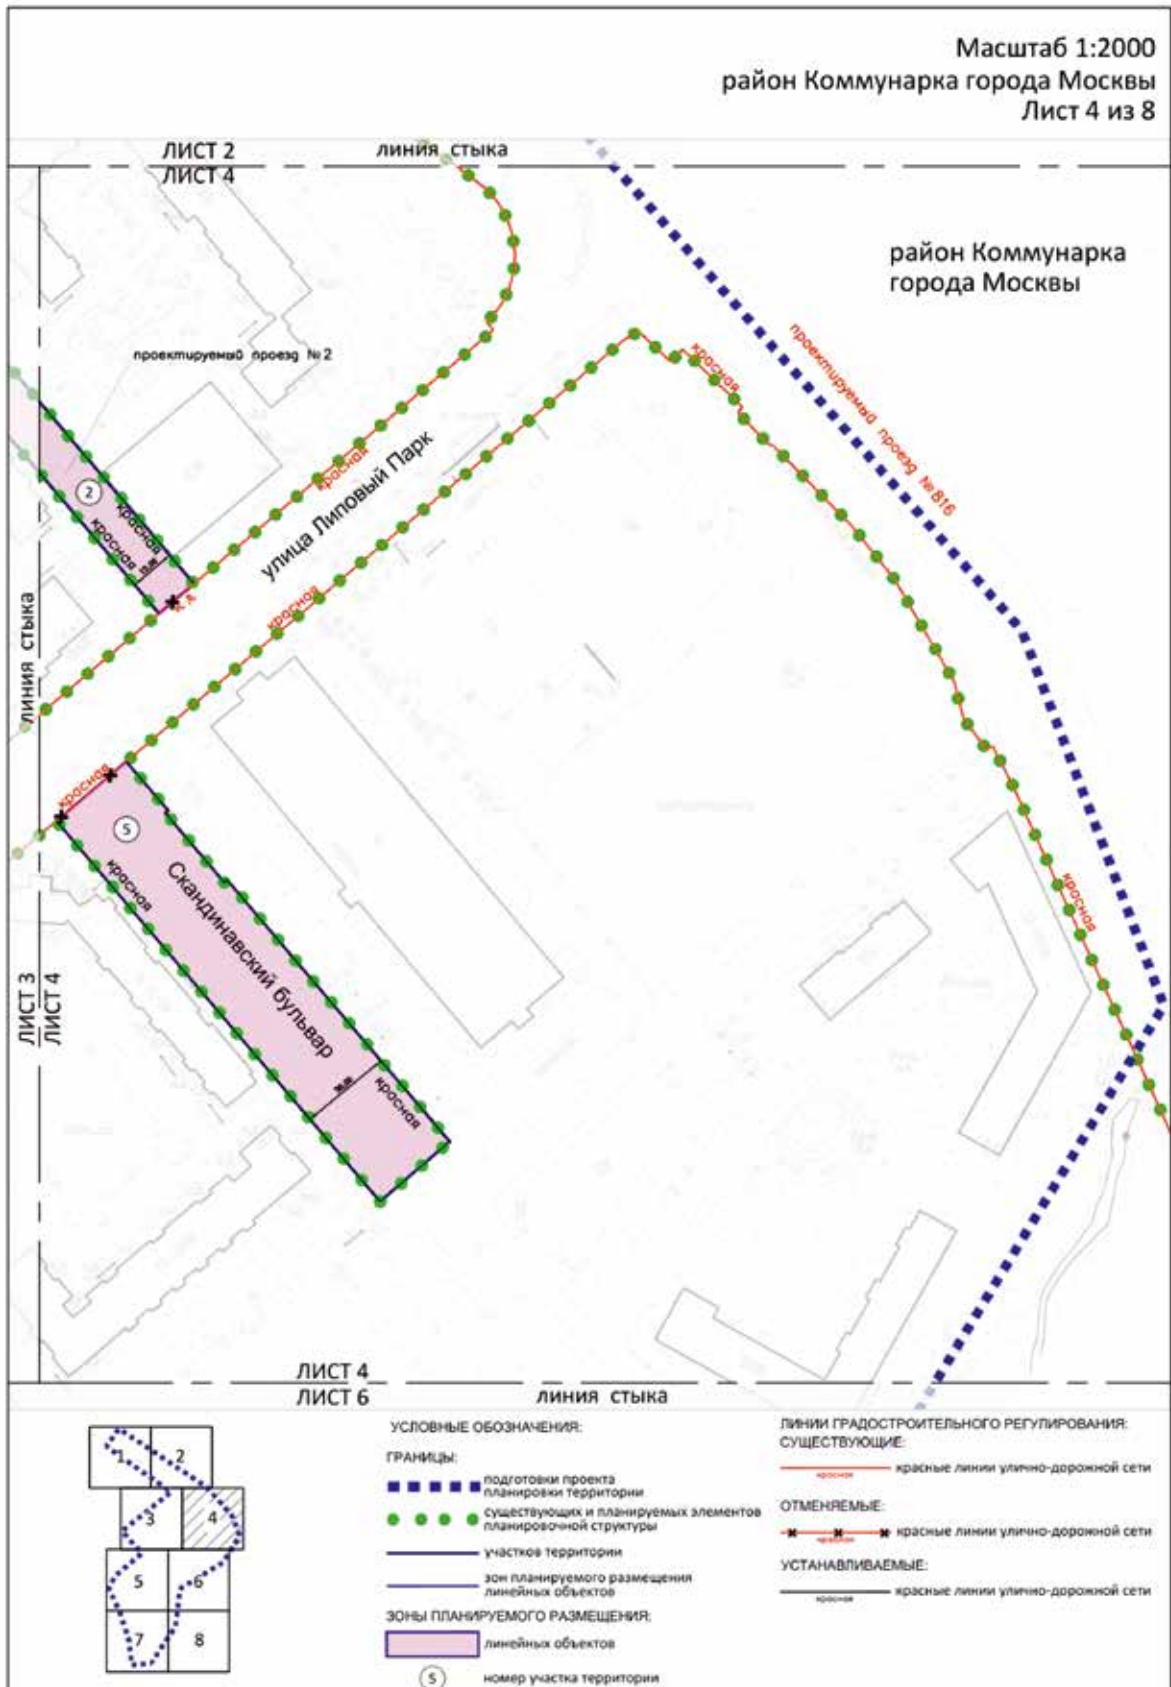 Масштаб 1:2000
район Коммунарка города Москвы
Лист 4 из 8
ЛИСТ 2
линия стыка
ЛИСТ 4
район Коммунарка
города Москвы
проектируемый проезд № 2
проектируемый проезд № 816
красная
красная
улица Липовый Парк
2
красная
красная
красная
линия стыка
красная
5
красная
Скандинавский бульвар
красная
красная
ЛИСТ 3
ЛИСТ 4
ЛИСТ 4
ЛИСТ 6
линия стыка
1
2
3
4
5
6
7
8
УСЛОВНЫЕ ОБОЗНАЧЕНИЯ:
ГРАНИЦЫ:
подготовки проекта
планировки территории
существующих и планируемых элементов
планировочной структуры
участков территории
зон планируемого размещения
линейных объектов
ЗОНЫ ПЛАНИРУЕМОГО РАЗМЕЩЕНИЯ:
линейных объектов
5
номер участка территории
ЛИНИИ ГРАДОСТРОИТЕЛЬНОГО РЕГУЛИРОВАНИЯ:
СУЩЕСТВУЮЩИЕ:
красная
красные линии улично-дорожной сети
ОТМЕНЯЕМЫЕ:
красная
красные линии улично-дорожной сети
УСТАНАВЛИВАЕМЫЕ:
красная
красные линии улично-дорожной сети